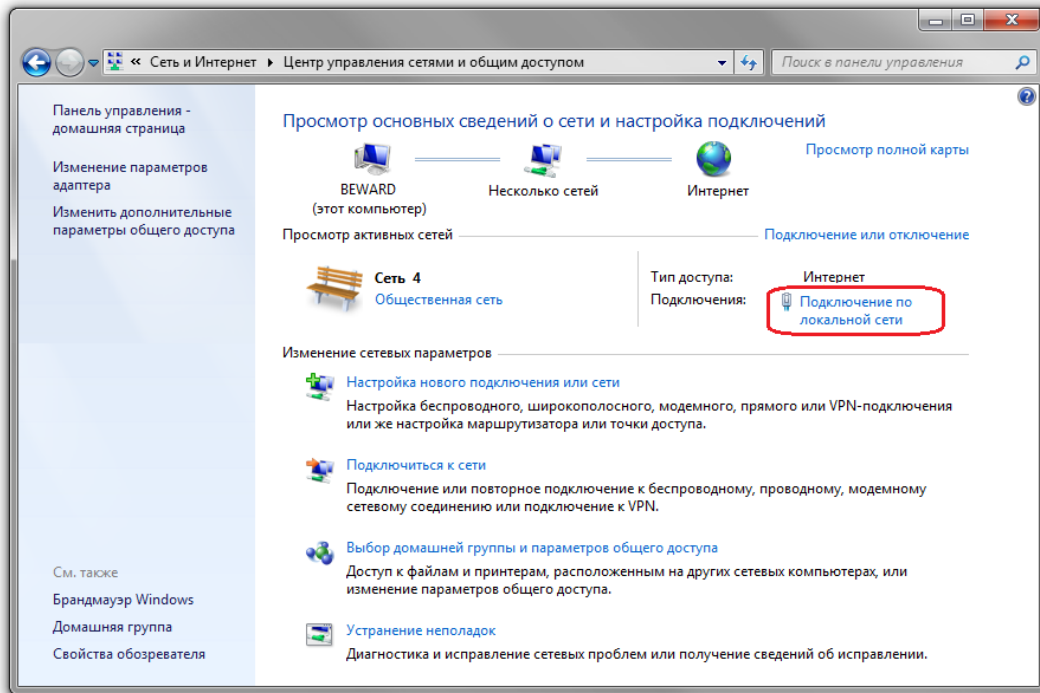 « Сеть и Интернет ▸ Центр управления сетями и общим доступом
Поиск в панели управления
Панель управления -
домашняя страница
Изменение параметров
адаптера
Изменить дополнительные
параметры общего доступа
См. также
Брандмауэр Windows
Домашняя группа
Свойства обозревателя
Просмотр основных сведений о сети и настройка подключений
Просмотр полной карты
BEWARD
(этот компьютер)
Несколько сетей
Интернет
Просмотр активных сетей
Подключение или отключение
Сеть 4
Общественная сеть
Тип доступа: Интернет
Подключения: Подключение по
локальной сети
Изменение сетевых параметров
Настройка нового подключения или сети
Настройка беспроводного, широкополосного, модемного, прямого или VPN-подключения
или же настройка маршрутизатора или точки доступа.
Подключиться к сети
Подключение или повторное подключение к беспроводному, проводному, модемному
сетевому соединению или подключение к VPN.
Выбор домашней группы и параметров общего доступа
Доступ к файлам и принтерам, расположенным на других сетевых компьютерах, или
изменение параметров общего доступа.
Устранение неполадок
Диагностика и исправление сетевых проблем или получение сведений об исправлении.